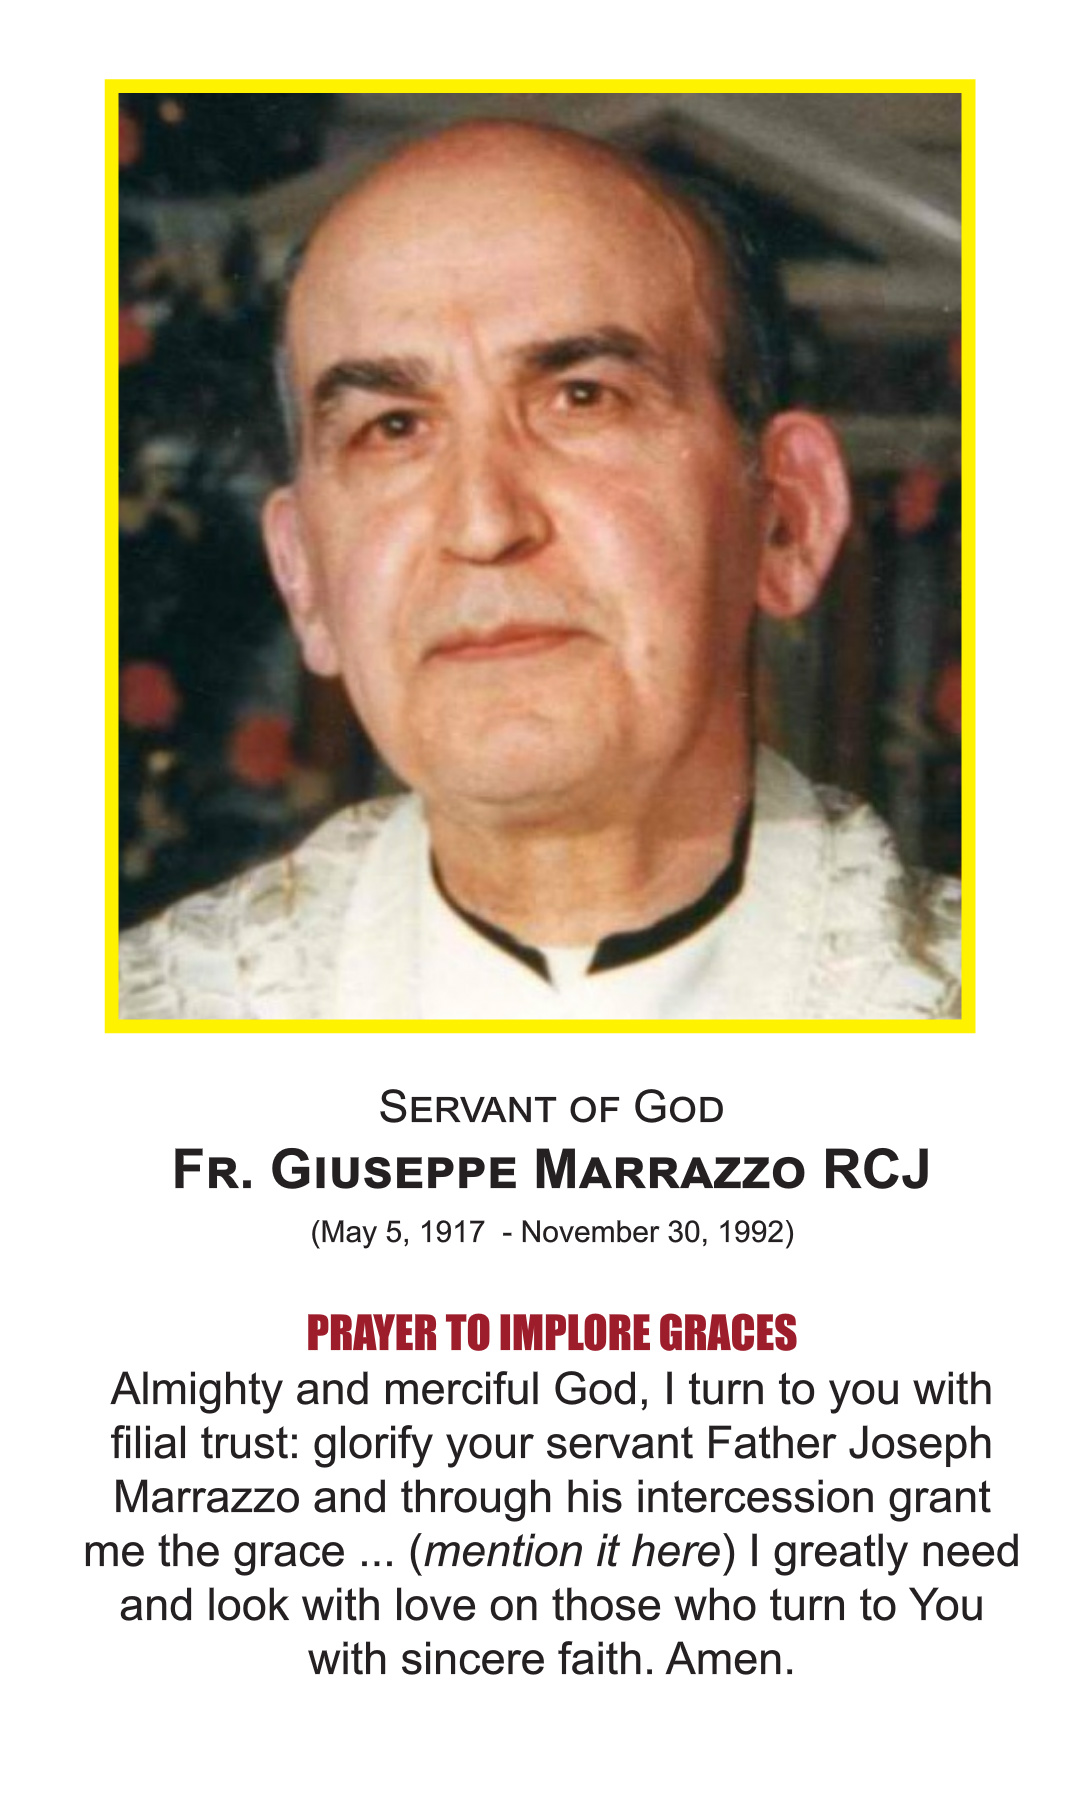 Servant of God
Fr. Giuseppe Marrazzo RCJ
(May 5, 1917 - November 30, 1992)
PRAYER TO IMPLORE GRACES
Almighty and merciful God, I turn to you with
filial trust: glorify your servant Father Joseph
Marrazzo and through his intercession grant
me the grace ... (mention it here) I greatly need
and look with love on those who turn to You
with sincere faith. Amen.